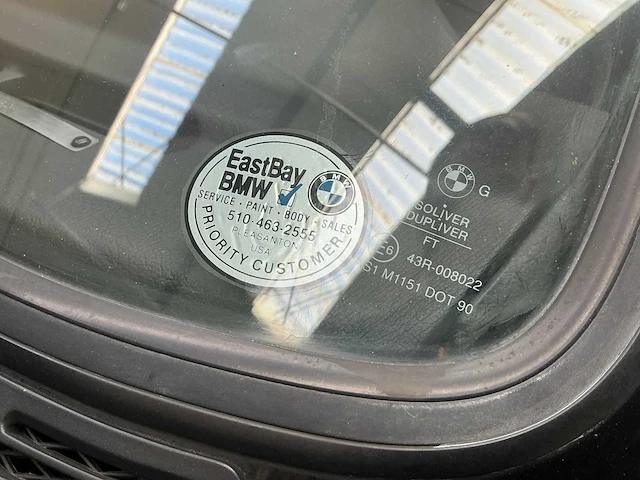 EastBay
BMW
BMW
SERVICE · PAINT · BODY · SALES
510-463-2555
PLEASANTON
USA
PRIORITY CUSTOMER
BMW G
SOLIVER
DUPLIVER
FT
E6 43R-008022
S1 M1151 DOT 90